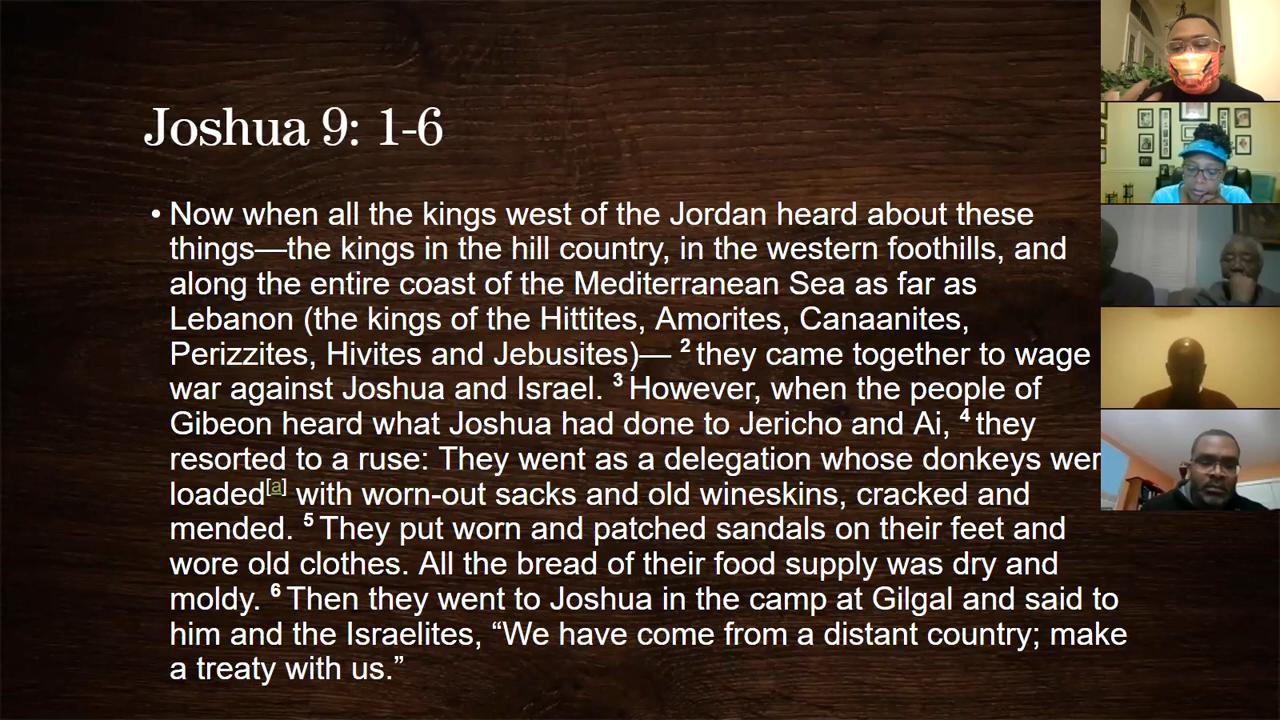 Joshua 9: 1-6
• Now when all the kings west of the Jordan heard about these
things—the kings in the hill country, in the western foothills, and
along the entire coast of the Mediterranean Sea as far as
Lebanon (the kings of the Hittites, Amorites, Canaanites,
Perizzites, Hivites and Jebusites)— 2 they came together to wage
war against Joshua and Israel. 3 However, when the people of
Gibeon heard what Joshua had done to Jericho and Ai, 4 they
resorted to a ruse: They went as a delegation whose donkeys wer
loaded[a] with worn-out sacks and old wineskins, cracked and
mended. 5 They put worn and patched sandals on their feet and
wore old clothes. All the bread of their food supply was dry and
moldy. 6 Then they went to Joshua in the camp at Gilgal and said to
him and the Israelites, “We have come from a distant country; make
a treaty with us.”